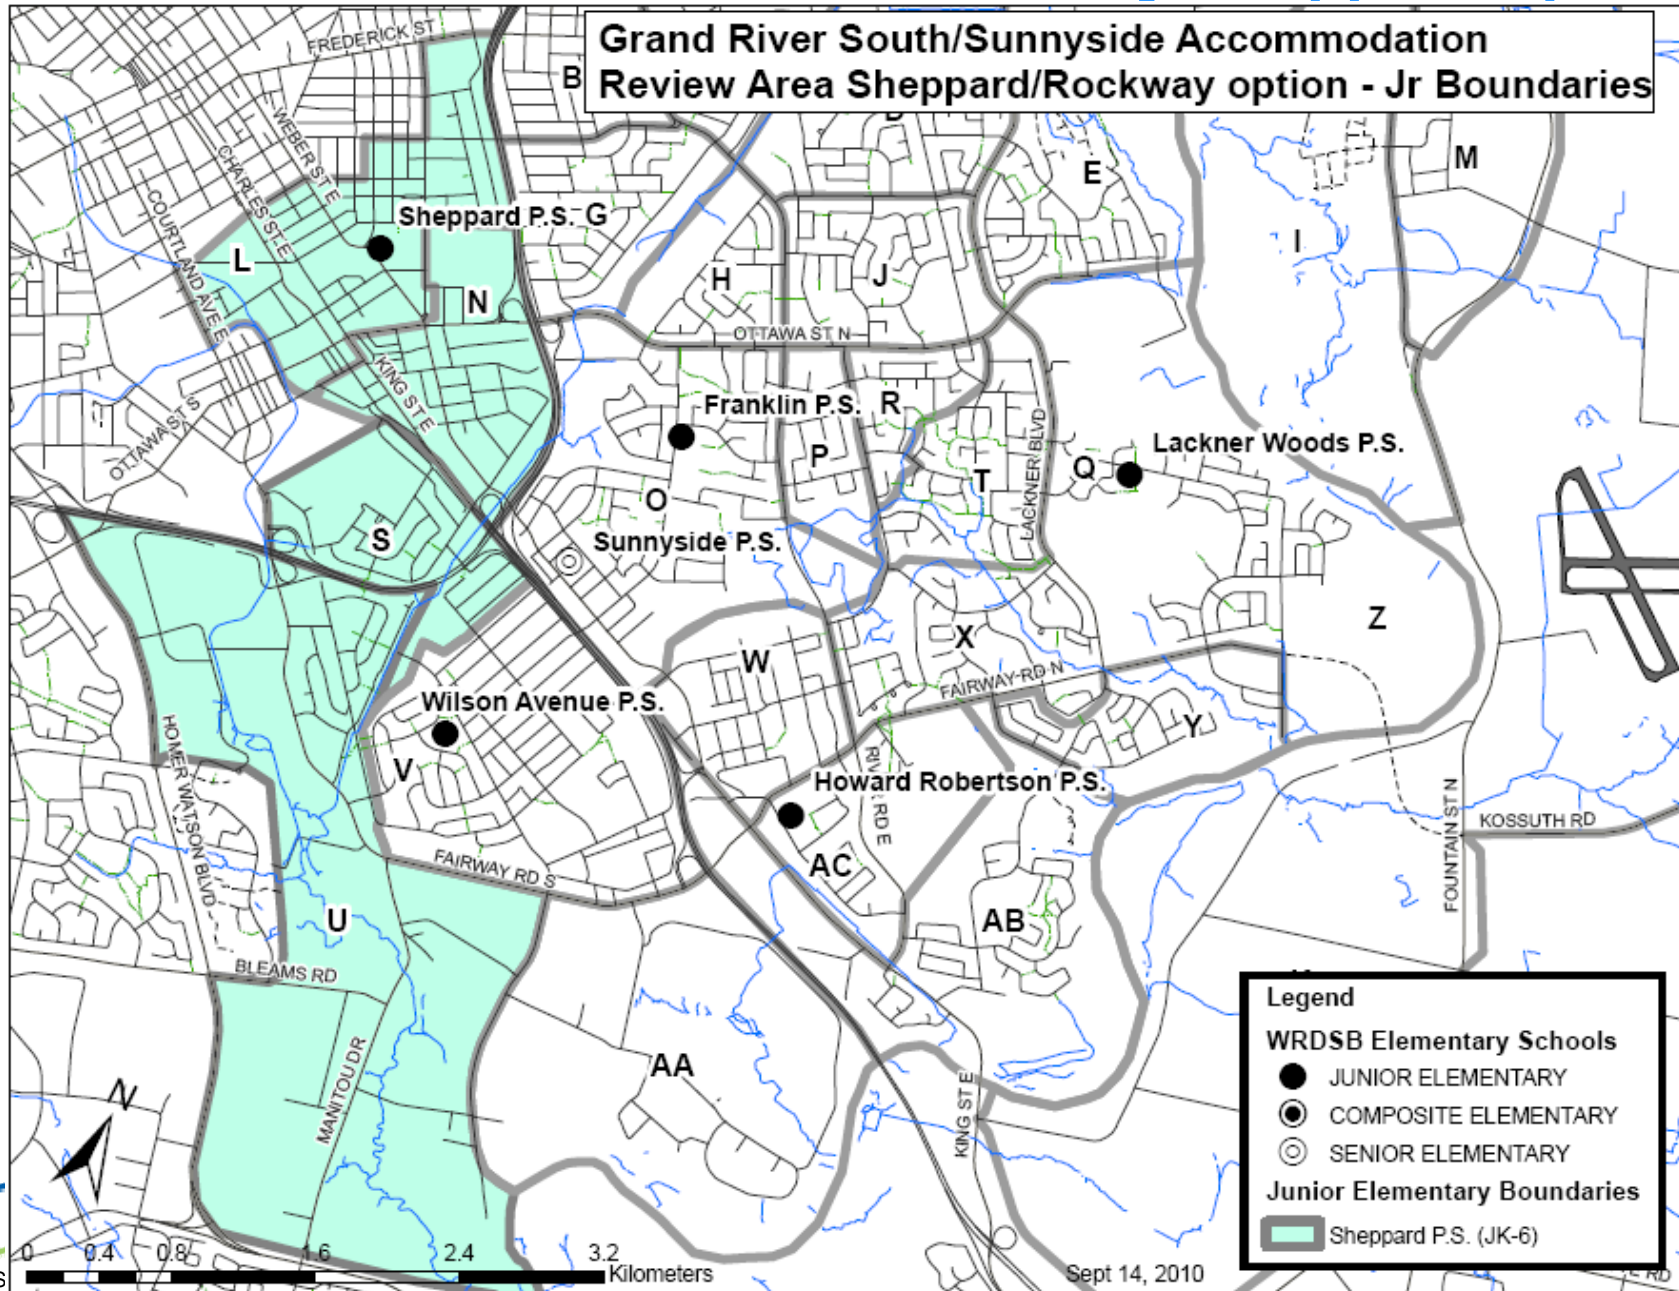 Grand River South/Sunnyside Accommodation
Review Area Sheppard/Rockway option - Jr Boundaries
FREDERICK ST
B
WEBER ST E
CHARLES ST E
COURTLAND AVE E
E
M
Sheppard P.S.
G
L
N
H
J
I
OTTAWA ST N
KING ST E
OTTAWA ST S
Franklin P.S.
R
P
LACKNER BLVD
Lackner Woods P.S.
Q
T
O
S
Sunnyside P.S.
Z
X
W
FAIRWAY RD N
Wilson Avenue P.S.
Y
HOMER WATSON BLVD
V
Howard Robertson P.S.
RIVER RD E
FOUNTAIN ST N
KOSSUTH RD
FAIRWAY RD S
AC
U
AB
BLEAMS RD
MANITOU DR
AA
KING ST E
N
Legend
WRDSB Elementary Schools
JUNIOR ELEMENTARY
COMPOSITE ELEMENTARY
SENIOR ELEMENTARY
Junior Elementary Boundaries
Sheppard P.S. (JK-6)
0 0.4 0.8 1.6 2.4 3.2
Kilometers
Sept 14, 2010